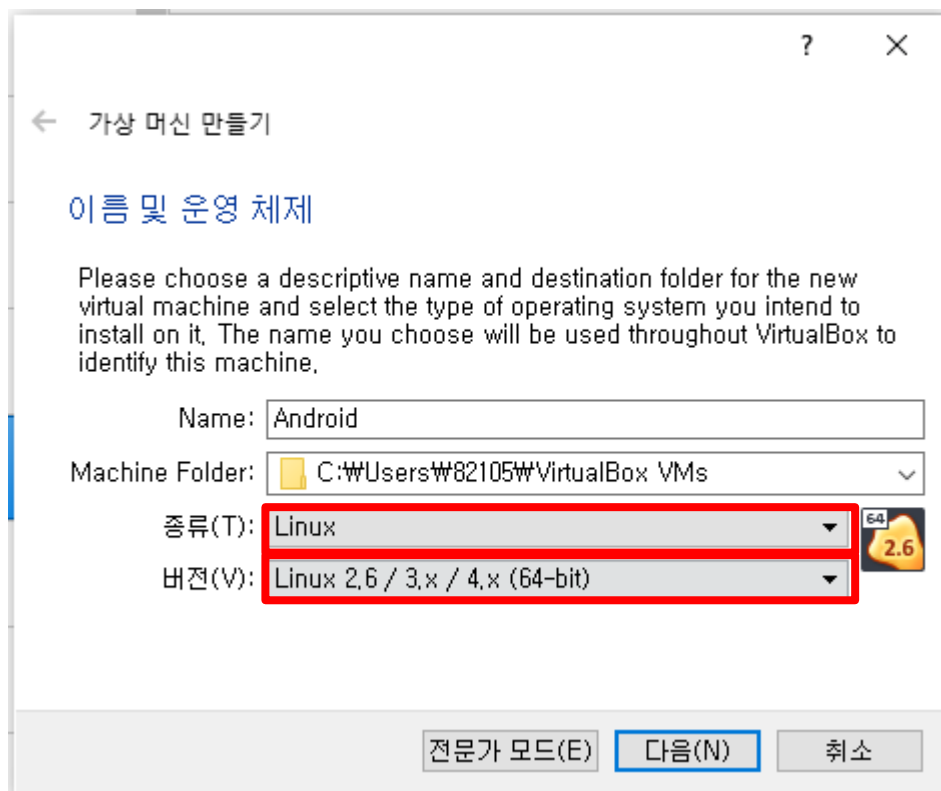 ?
가상 머신 만들기
이름 및 운영 체제
Please choose a descriptive name and destination folder for the new
virtual machine and select the type of operating system you intend to
install on it, The name you choose will be used throughout VirtualBox to
identify this machine,
Name: Android
Machine Folder: C:₩Users₩82105₩VirtualBox VMs
종류(T): Linux
64
2.6
버전(V): Linux 2,6 / 3,x / 4,x (64-bit)
전문가 모드(E) 다음(N) 취소